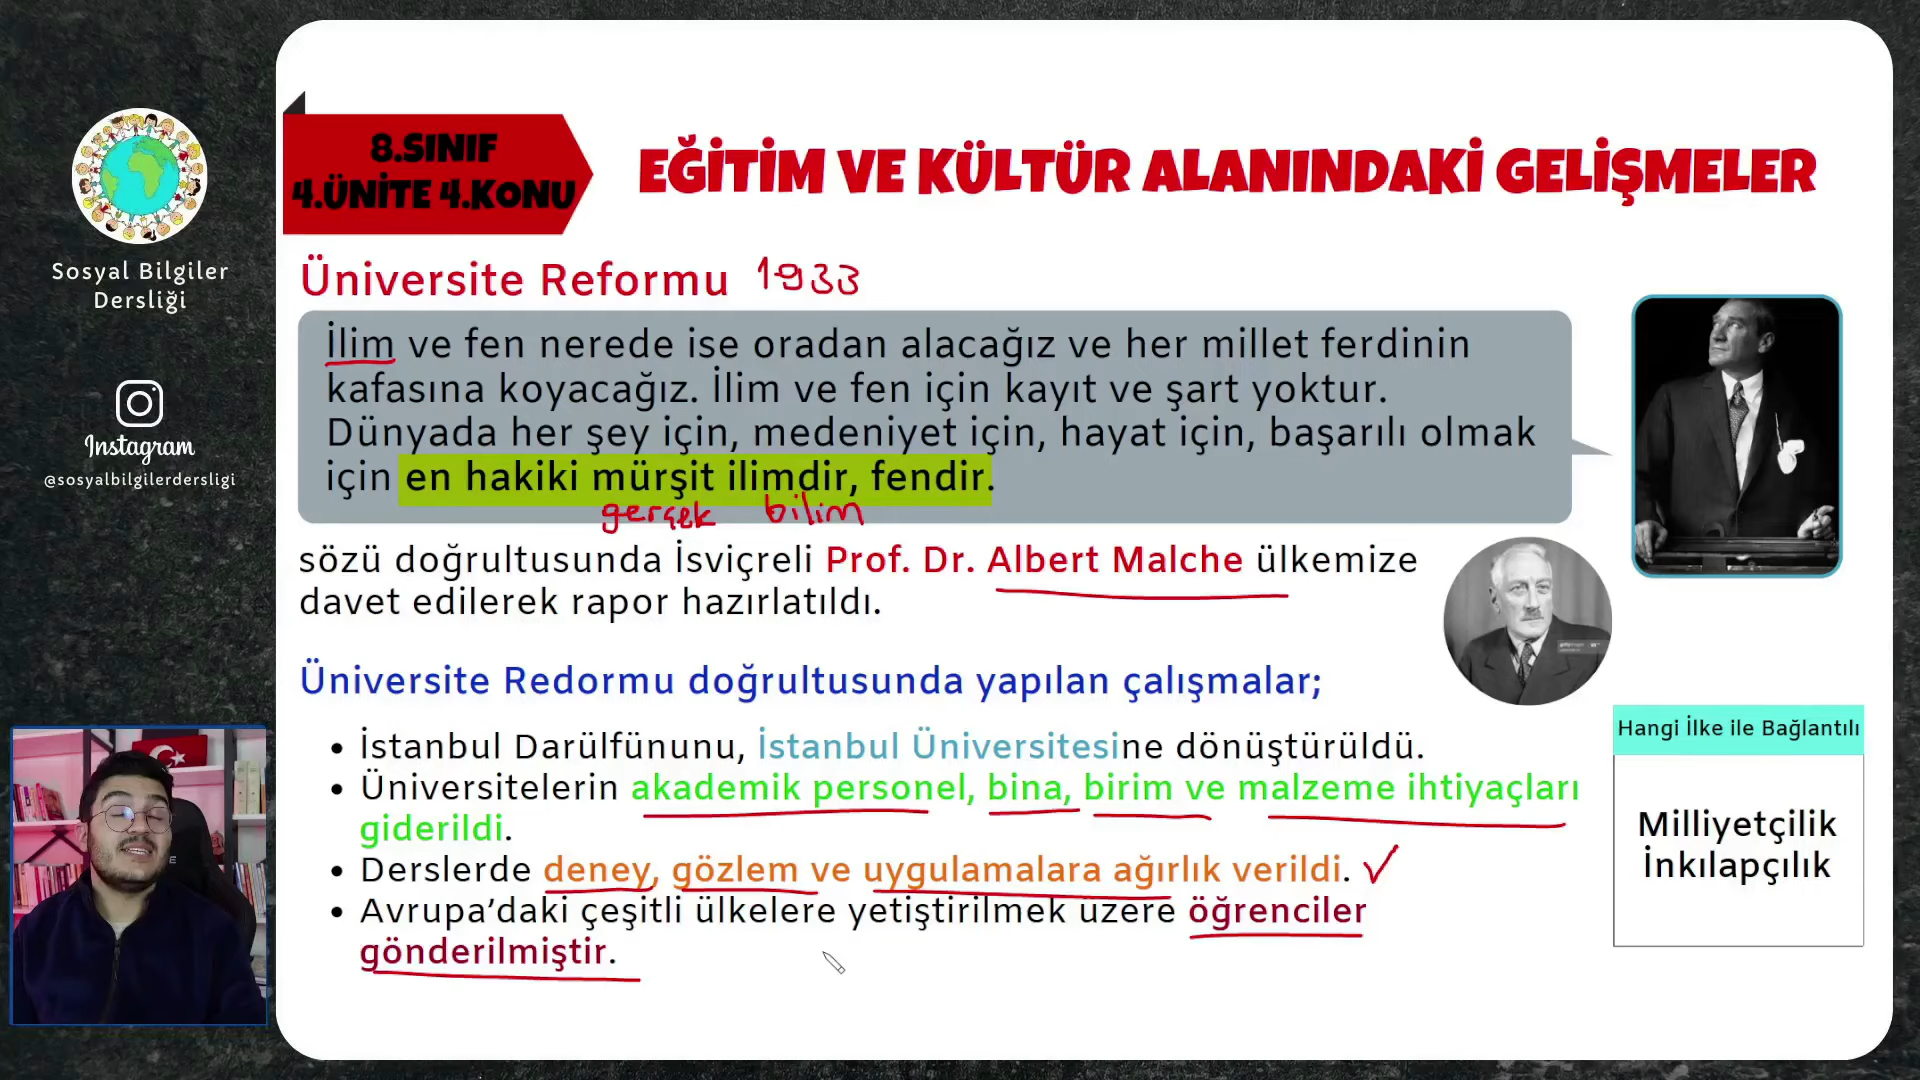 8.SINIF
4.ÜNİTE 4.KONU
EĞİTİM VE KÜLTÜR ALANINDAKİ GELİŞMELER
Sosyal Bilgiler
Dersliği
Instagram
@sosyalbilgilerdersligi
Üniversite Reformu 1933
İlim ve fen nerede ise oradan alacağız ve her millet ferdinin
kafasına koyacağız. İlim ve fen için kayıt ve şart yoktur.
Dünyada her şey için, medeniyet için, hayat için, başarılı olmak
için en hakiki mürşit ilimdir, fendir.
gerçek bilim
sözü doğrultusunda İsviçreli Prof. Dr. Albert Malche ülkemize
davet edilerek rapor hazırlatıldı.
Üniversite Redormu doğrultusunda yapılan çalışmalar;
• İstanbul Darülfünunu, İstanbul Üniversitesine dönüştürüldü.
• Üniversitelerin akademik personel, bina, birim ve malzeme ihtiyaçları
giderildi.
• Derslerde deney, gözlem ve uygulamalara ağırlık verildi. ✓
• Avrupa’daki çeşitli ülkelere yetiştirilmek üzere öğrenciler
gönderilmiştir.
Hangi İlke ile Bağlantılı
Milliyetçilik
İnkılapçılık